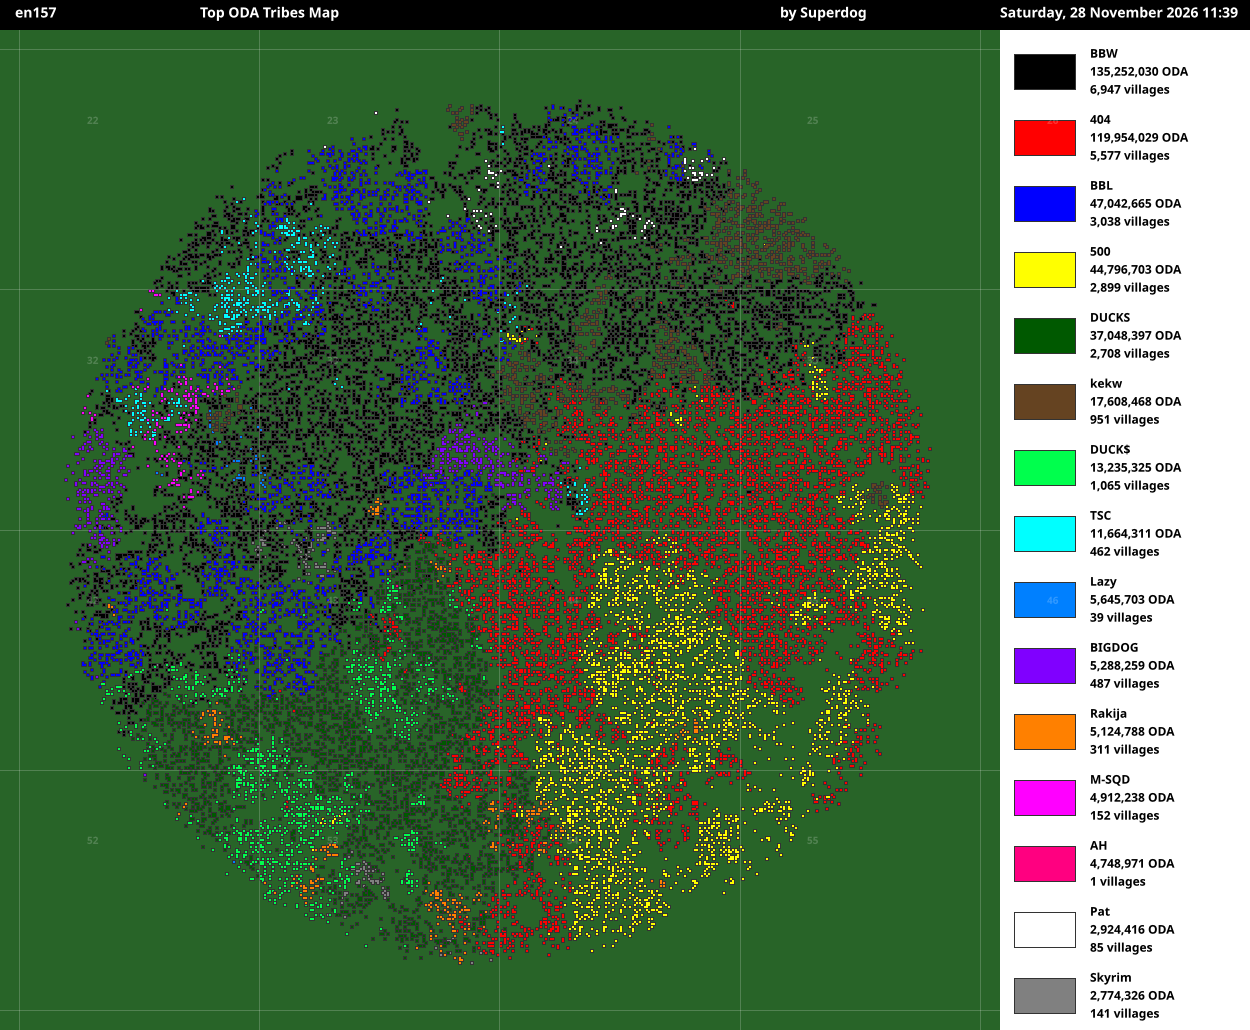 en157 Top ODA Tribes Map by Superdog Saturday, 28 November 2026 11:39
22 23 25
32
52 53 55
BBW
135,252,030 ODA
6,947 villages
404
119,954,029 ODA
5,577 villages
BBL
47,042,665 ODA
3,038 villages
500
44,796,703 ODA
2,899 villages
DUCKS
37,048,397 ODA
2,708 villages
kekw
17,608,468 ODA
951 villages
DUCK$
13,235,325 ODA
1,065 villages
TSC
11,664,311 ODA
462 villages
Lazy
46
5,645,703 ODA
39 villages
BIGDOG
5,288,259 ODA
487 villages
Rakija
5,124,788 ODA
311 villages
M-SQD
4,912,238 ODA
152 villages
AH
4,748,971 ODA
1 villages
Pat
2,924,416 ODA
85 villages
Skyrim
2,774,326 ODA
141 villages